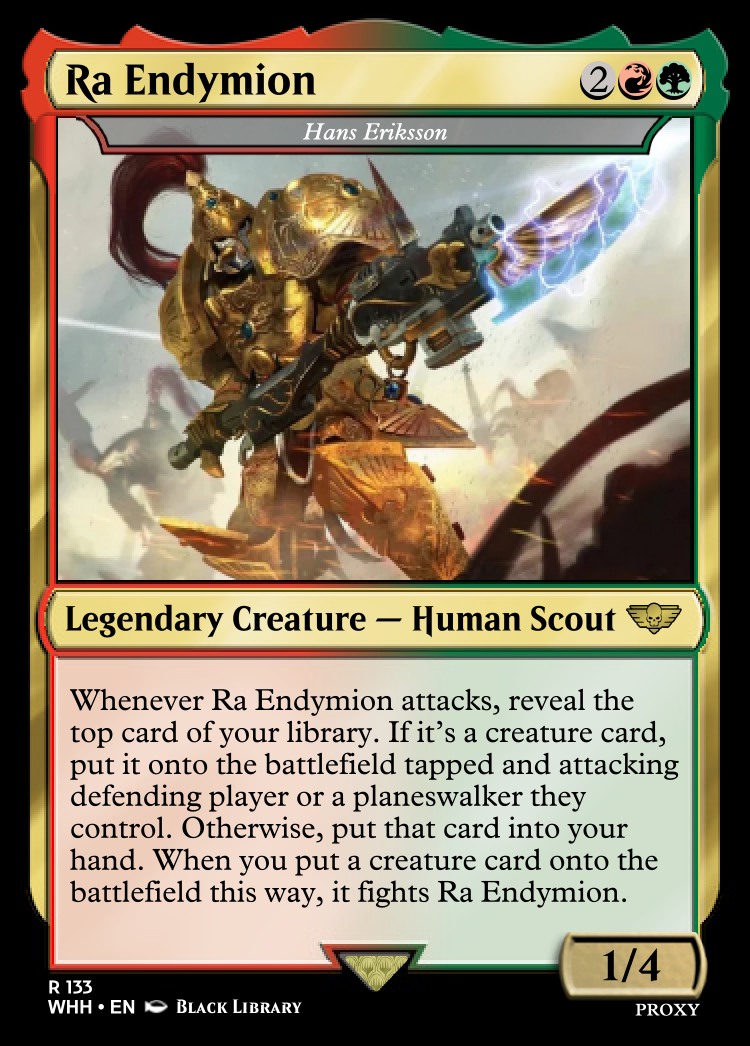 Ra Endymion 2
Hans Eriksson
Legendary Creature — Human Scout
Whenever Ra Endymion attacks, reveal the
top card of your library. If it's a creature card,
put it onto the battlefield tapped and attacking
defending player or a planeswalker they
control. Otherwise, put that card into your
hand. When you put a creature card onto the
battlefield this way, it fights Ra Endymion.
1/4
R 133
WHH • EN BLACK LIBRARY
PROXY